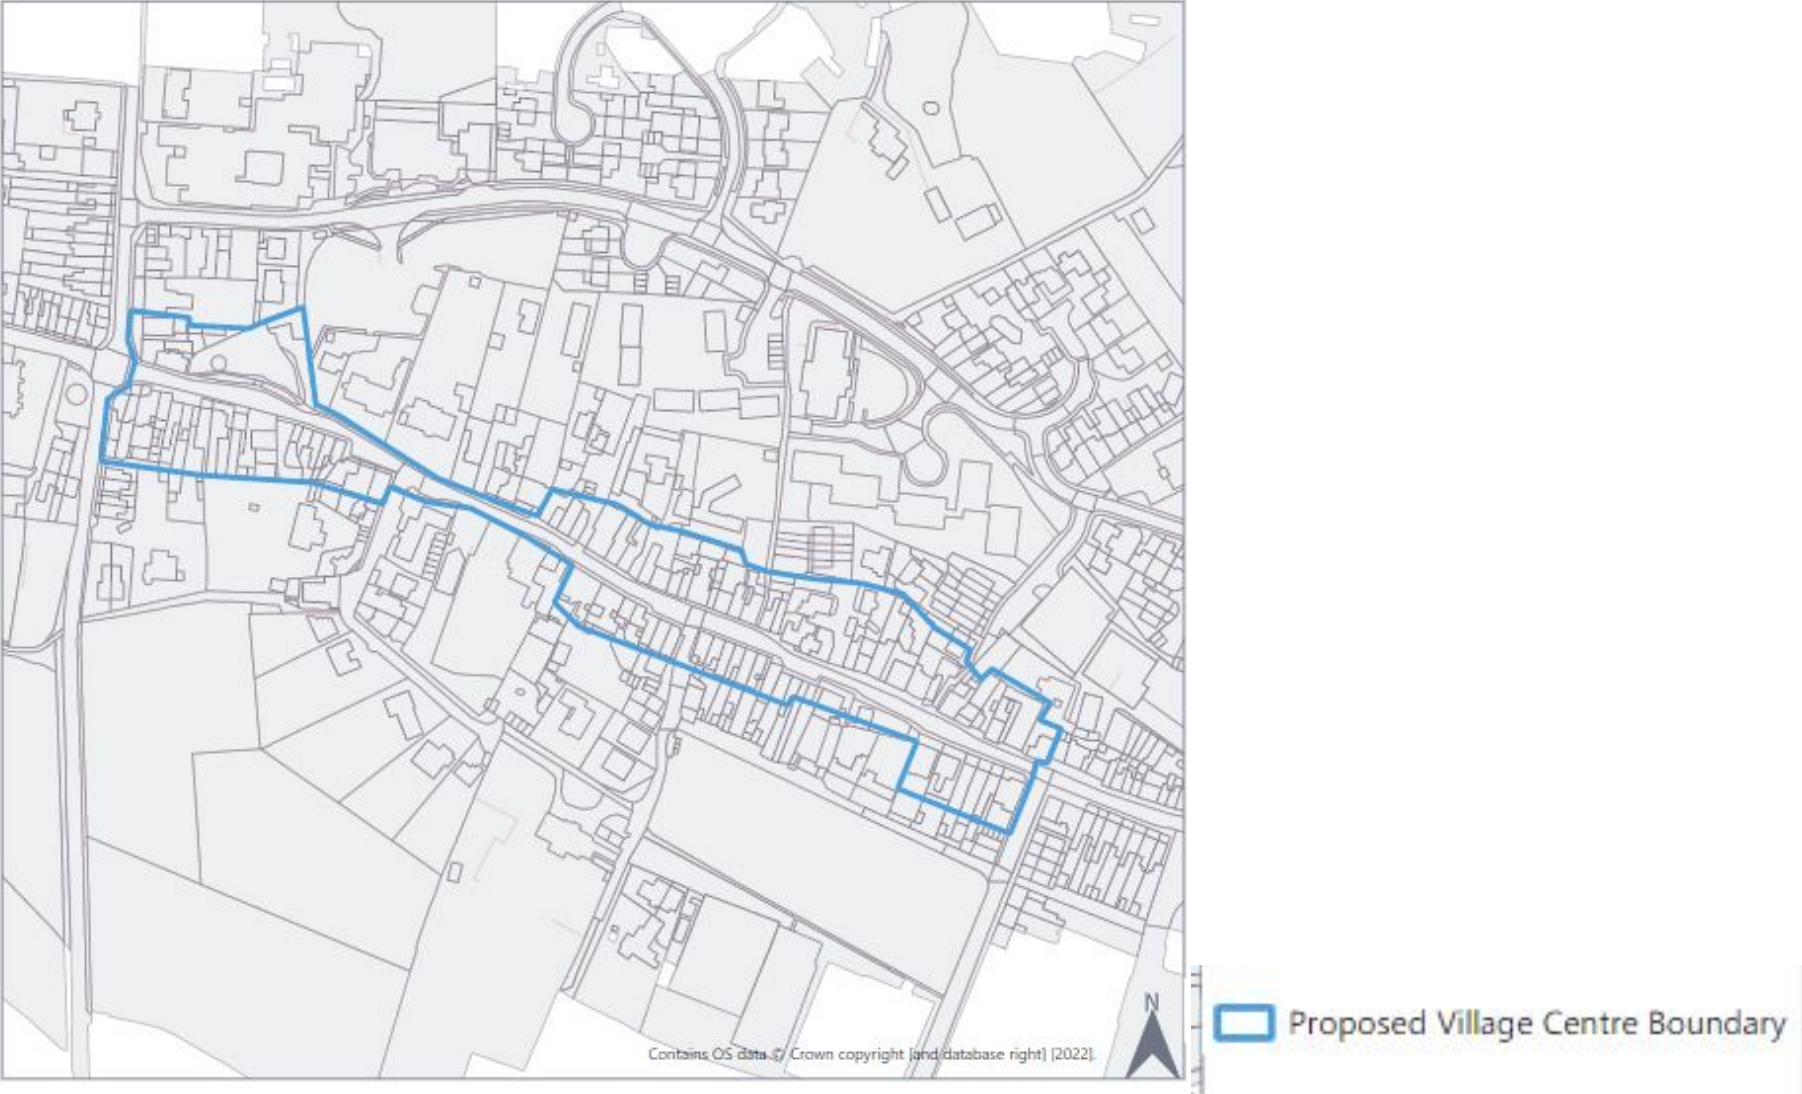 N
Contains OS data © Crown copyright [and database right] [2022].
Proposed Village Centre Boundary